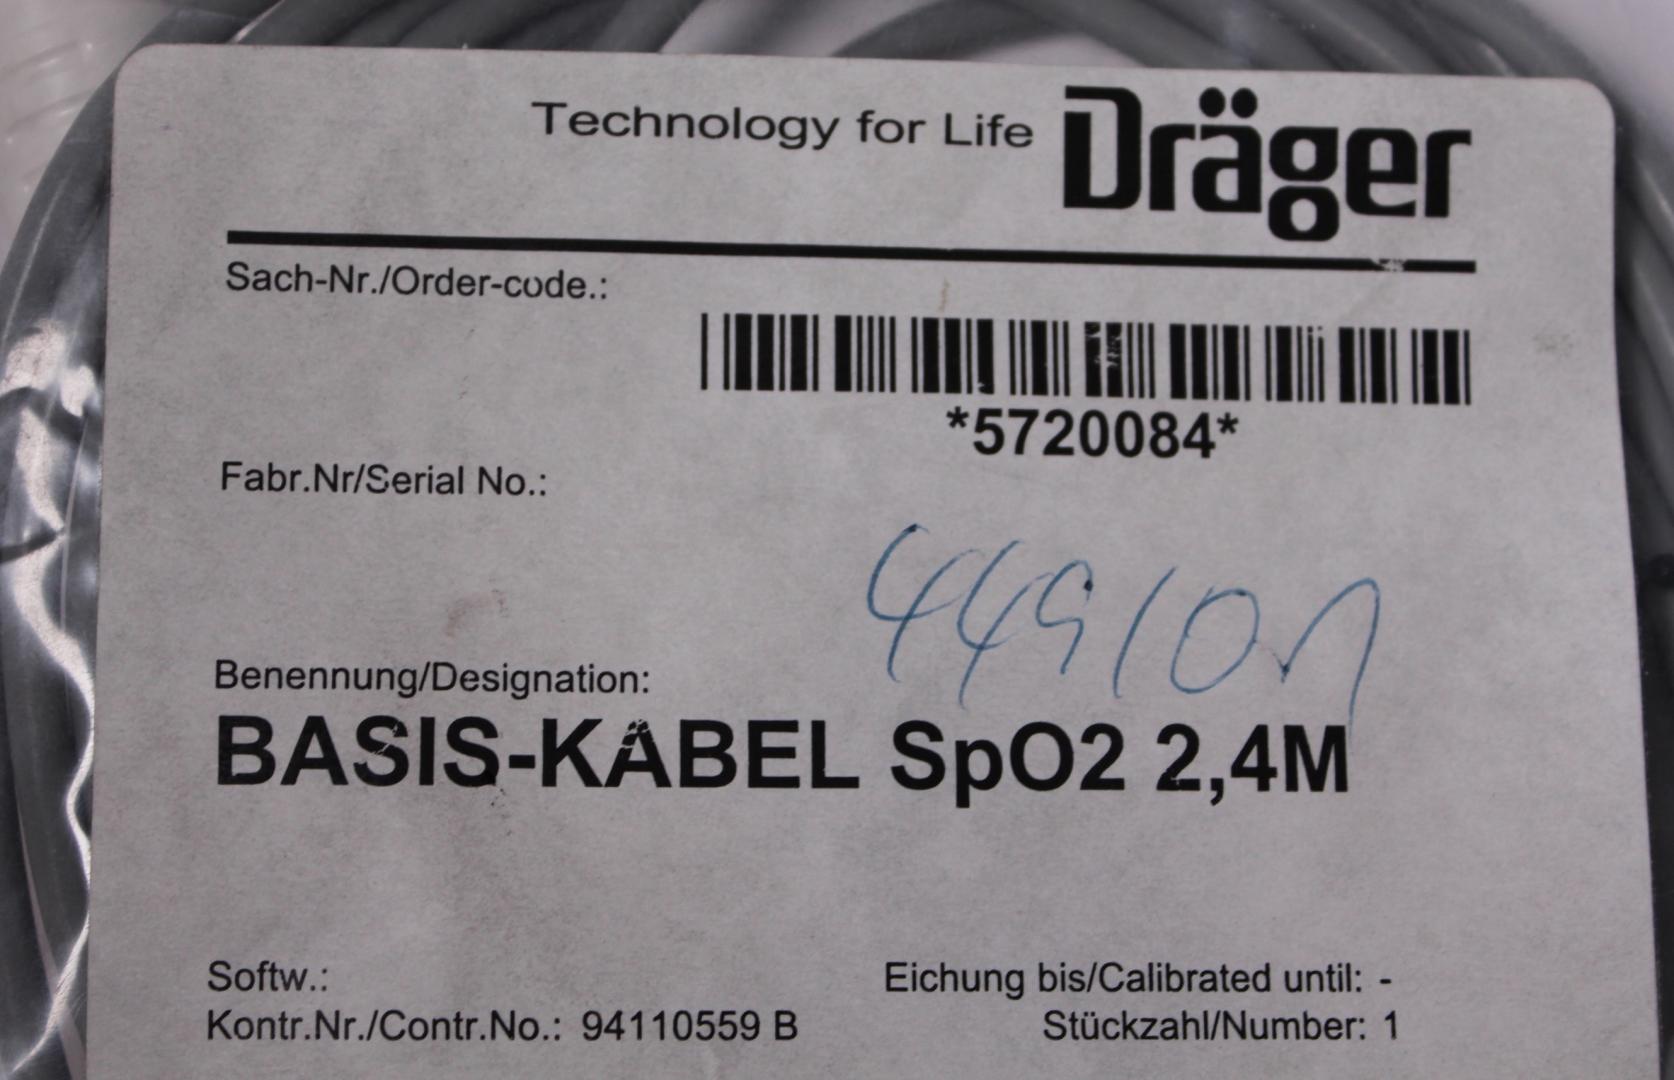 Technology for Life Dräger
Sach-Nr./Order-code.:
*5720084*
Fabr.Nr/Serial No.:
Benennung/Designation:
BASIS-KABEL SpO2 2,4M
Softw.:
Eichung bis/Calibrated until: -
Kontr.Nr./Contr.No.: 94110559 B
Stückzahl/Number: 1